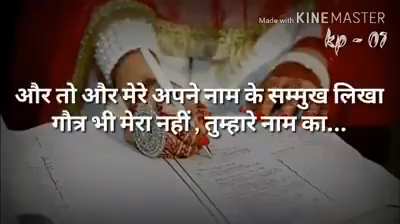 Made with KINEMASTER
kp - 07
और तो और मेरे अपने नाम के सम्मुख लिखा
गौत्र भी मेरा नहीं , तुम्हारे नाम का...